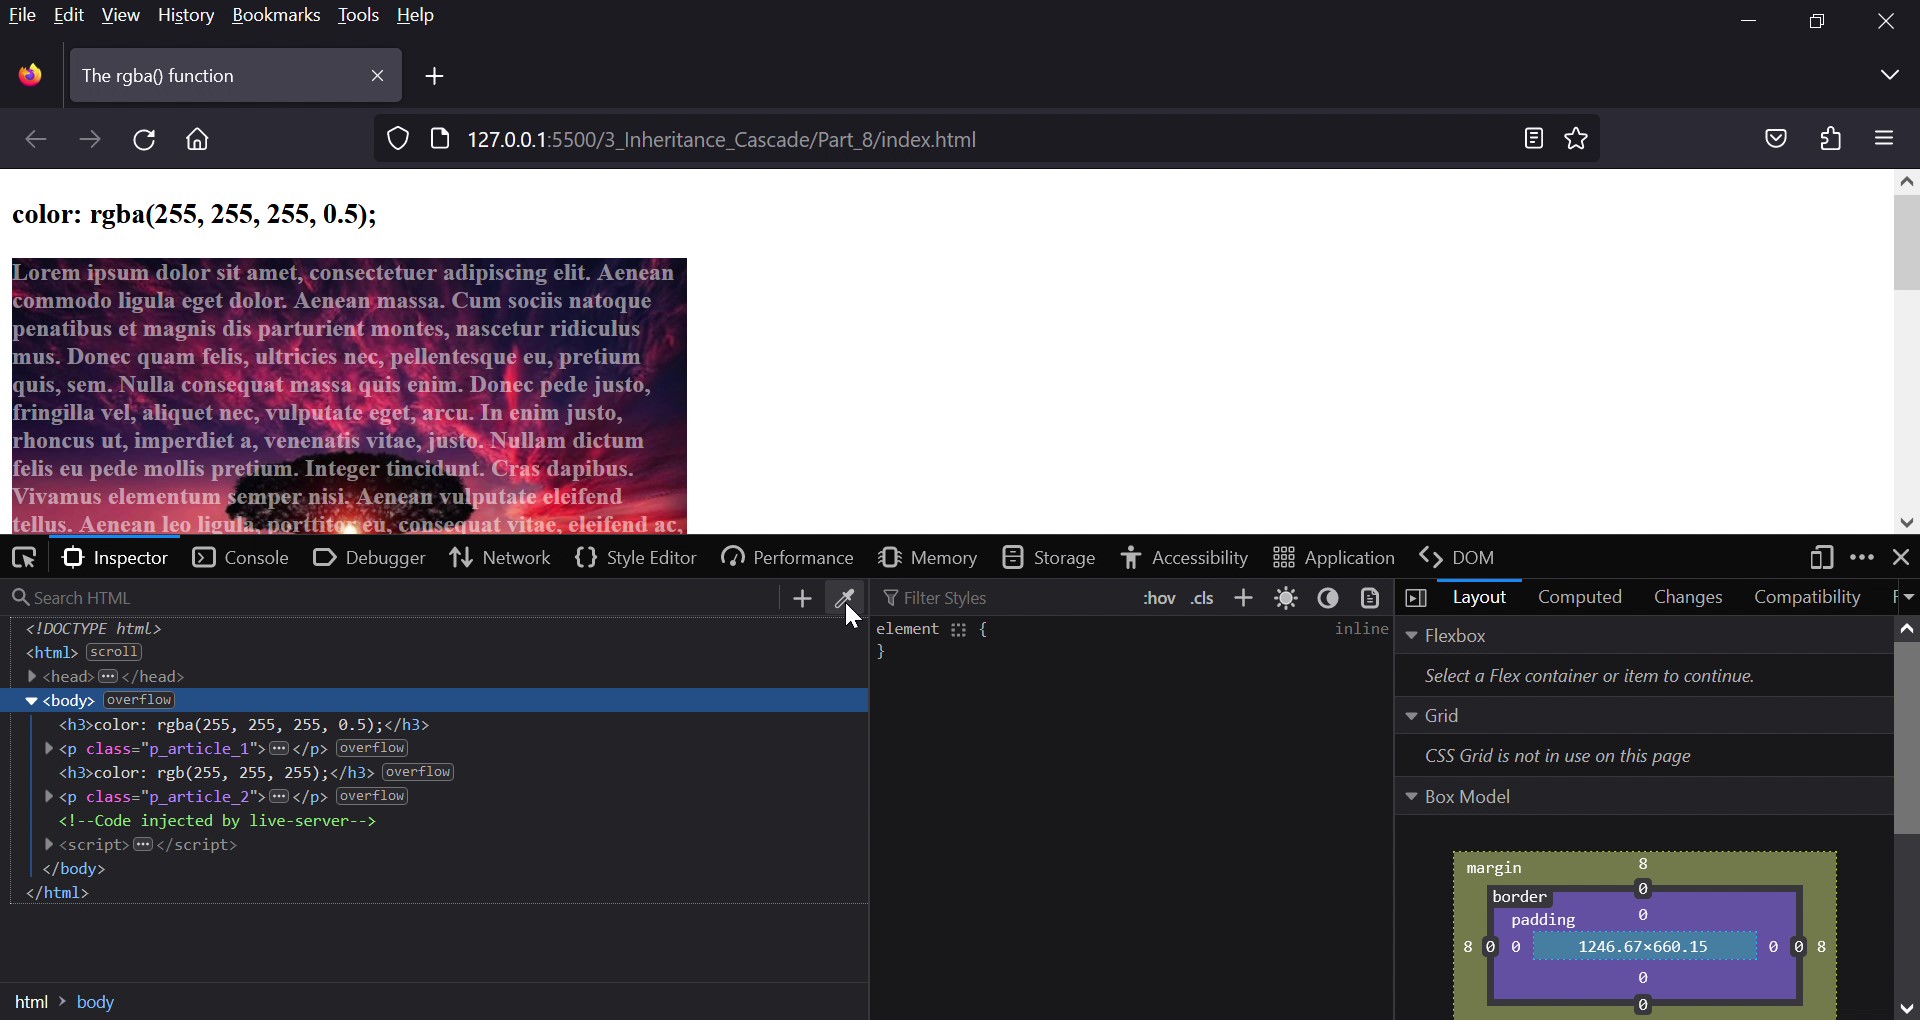 File Edit View History Bookmarks Tools Help
The rgba() function
127.0.0.1:5500/3_Inheritance_Cascade/Part_8/index.html
color: rgba(255, 255, 255, 0.5);
Lorem ipsum dolor sit amet, consectetuer adipiscing elit. Aenean
commodo ligula eget dolor. Aenean massa. Cum sociis natoque
penatibus et magnis dis parturient montes, nascetur ridiculus
mus. Donec quam felis, ultricies nec, pellentesque eu, pretium
quis, sem. Nulla consequat massa quis enim. Donec pede justo,
fringilla vel, aliquet nec, vulputate eget, arcu. In enim justo,
rhoncus ut, imperdiet a, venenatis vitae, justo. Nullam dictum
felis eu pede mollis pretium. Integer tincidunt. Cras dapibus.
Vivamus elementum semper nisi. Aenean vulputate eleifend
tellus. Aenean leo ligula, porttitor eu, consequat vitae, eleifend ac,
Inspector Console Debugger Network Style Editor Performance Memory Storage Accessibility Application DOM
Search HTML
<!DOCTYPE html>
<html> scroll
<head> ... </head>
<body> overflow
<h3>color: rgba(255, 255, 255, 0.5);</h3>
<p class="p_article_1"> ... </p> overflow
<h3>color: rgb(255, 255, 255);</h3> overflow
<p class="p_article_2"> ... </p> overflow
<!--Code injected by live-server-->
<script> ... </script>
</body>
</html>
html > body
Filter Styles :hov .cls
element { inline
}
Layout Computed Changes Compatibility
Flexbox
Select a Flex container or item to continue.
Grid
CSS Grid is not in use on this page
Box Model
margin 8
border 0
padding 0
8 0 0 1246.67×660.15 0 0 8
0
0